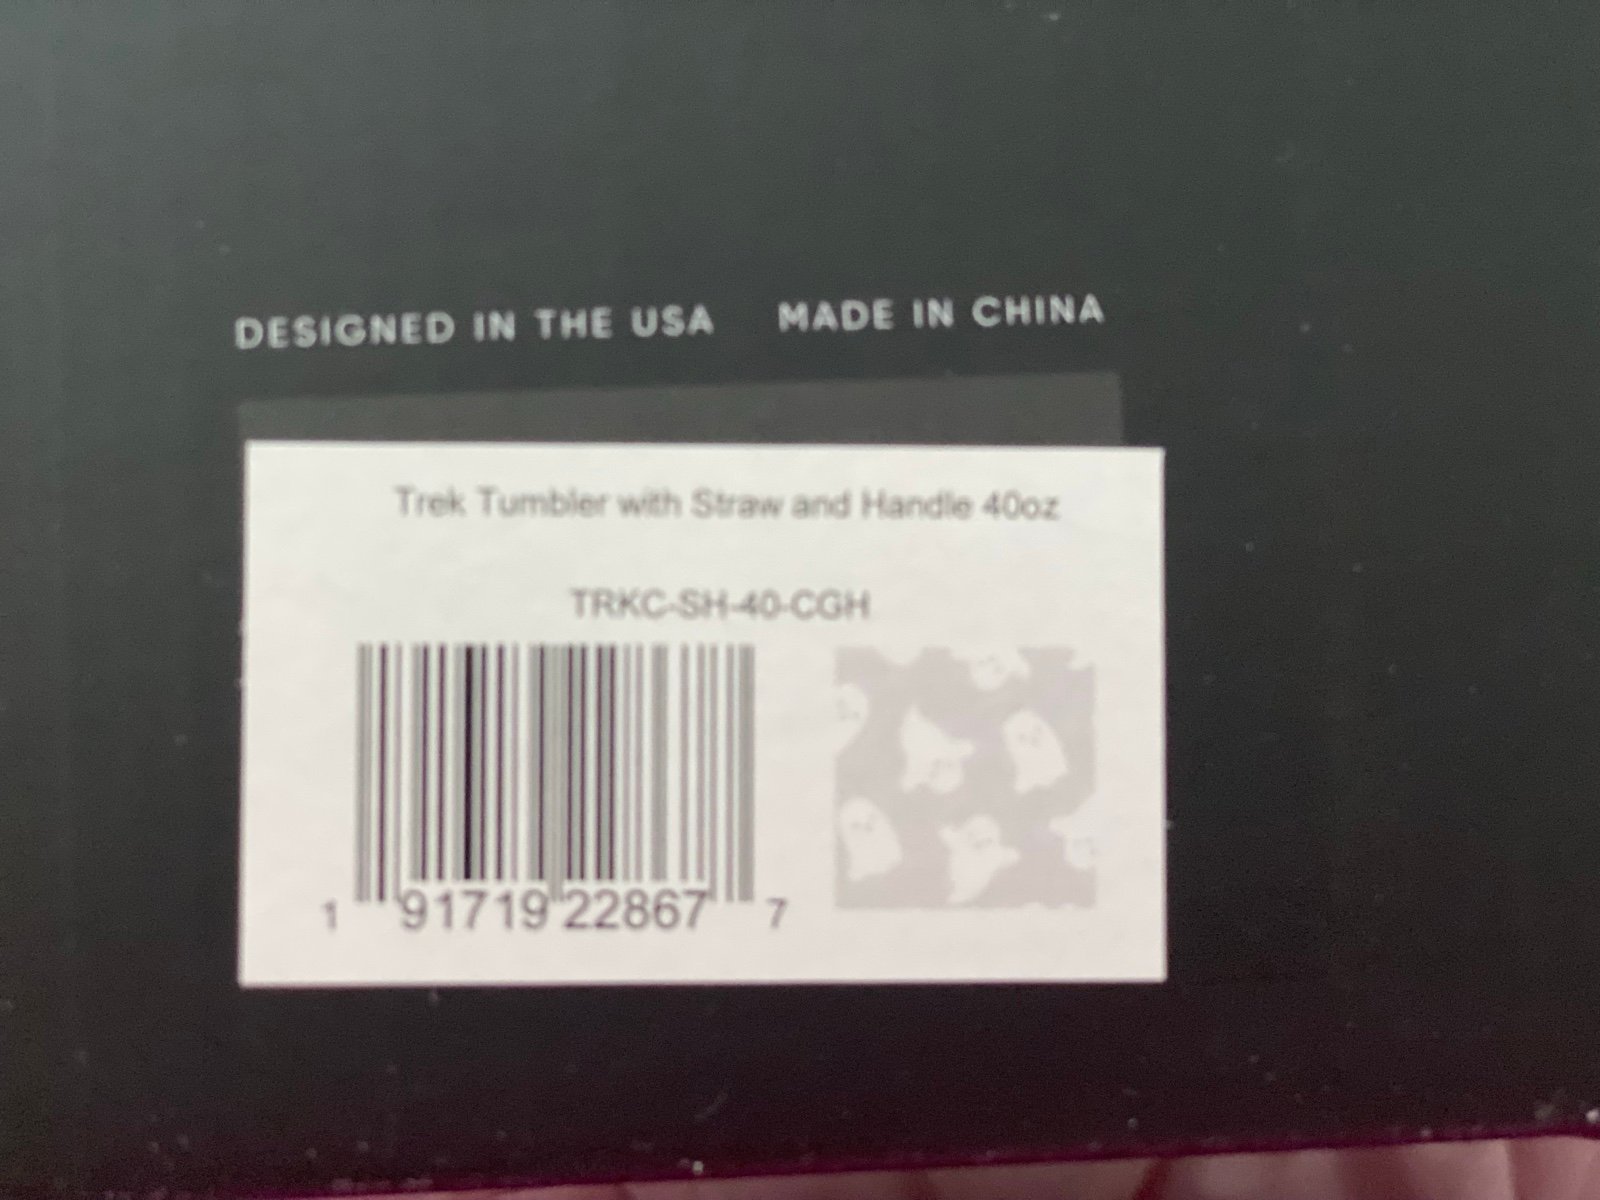 DESIGNED IN THE USA MADE IN CHINA
Trek Tumbler with Straw and Handle 40oz
TRKC-SH-40-CGH
1 91719 22867 7